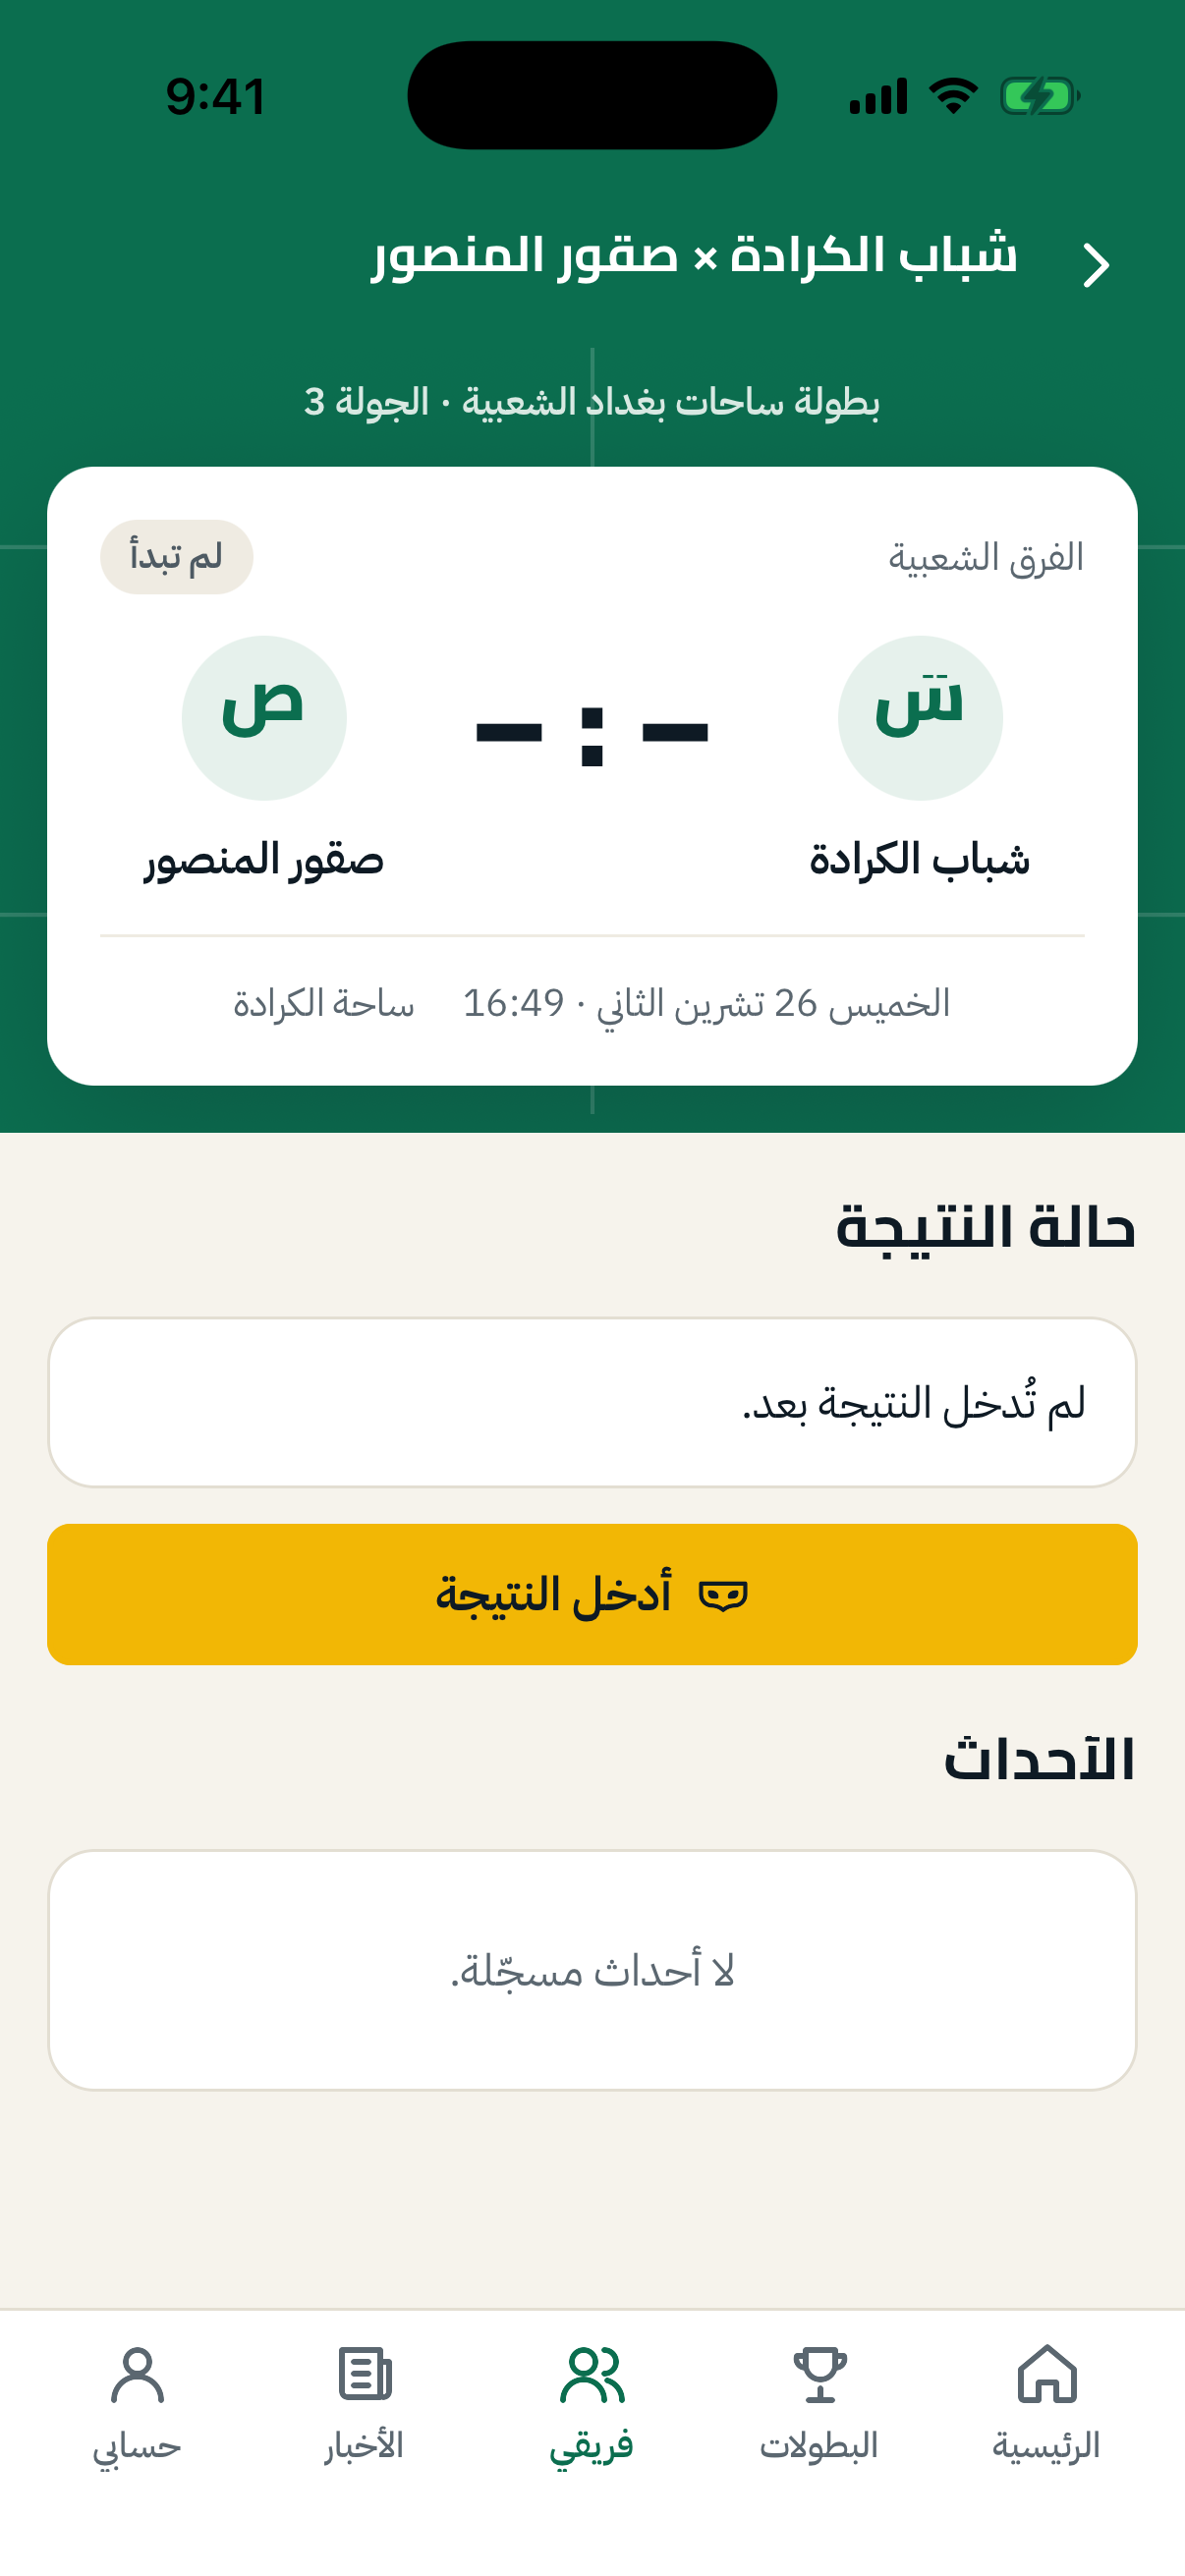 9:41
شباب الكرادة × صقور المنصور
بطولة ساحات بغداد الشعبية · الجولة 3
الفرق الشعبية
لم تبدأ
ش
– : –
ص
شباب الكرادة
صقور المنصور
الخميس 26 تشرين الثاني · 16:49
ساحة الكرادة
حالة النتيجة
لم تُدخل النتيجة بعد.
أدخل النتيجة
الأحداث
لا أحداث مسجّلة.
الرئيسية
البطولات
فريقي
الأخبار
حسابي